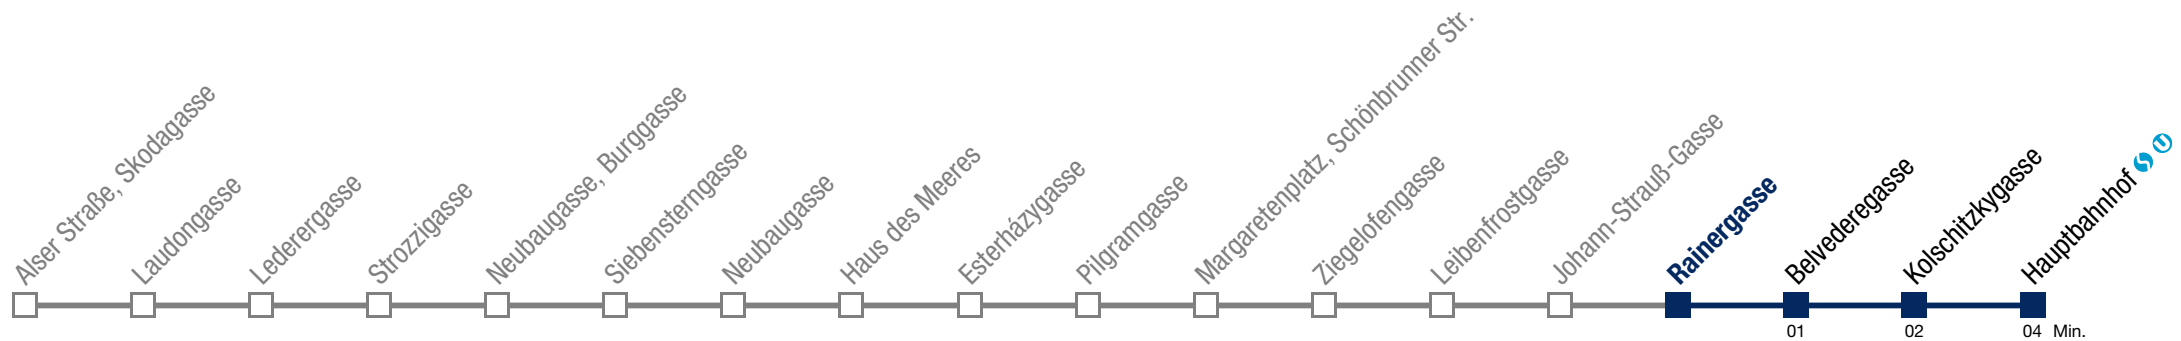 Alser Straße, Skodagasse
Laudongasse
Lederergasse
Strozzigasse
Neubaugasse, Burggasse
Siebensterngasse
Neubaugasse
Haus des Meeres
Esterházygasse
Pilgramgasse
Margaretenplatz, Schönbrunner Str.
Ziegelofengasse
Leibenfrostgasse
Johann-Strauß-Gasse
Rainergasse
Belvederegasse
Kolschitzkygasse
Hauptbahnhof S U
01 02 04 Min.